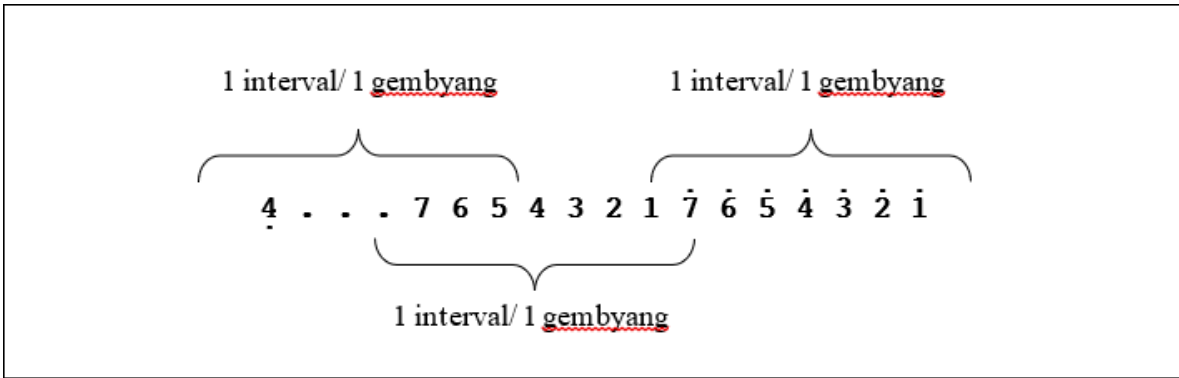 1 interval/ 1 gembyang 1 interval/ 1 gembyang
4̣ . . . 7 6 5 4 3 2 1 7̇ 6̇ 5̇ 4̇ 3̇ 2̇ 1̇
1 interval/ 1 gembyang